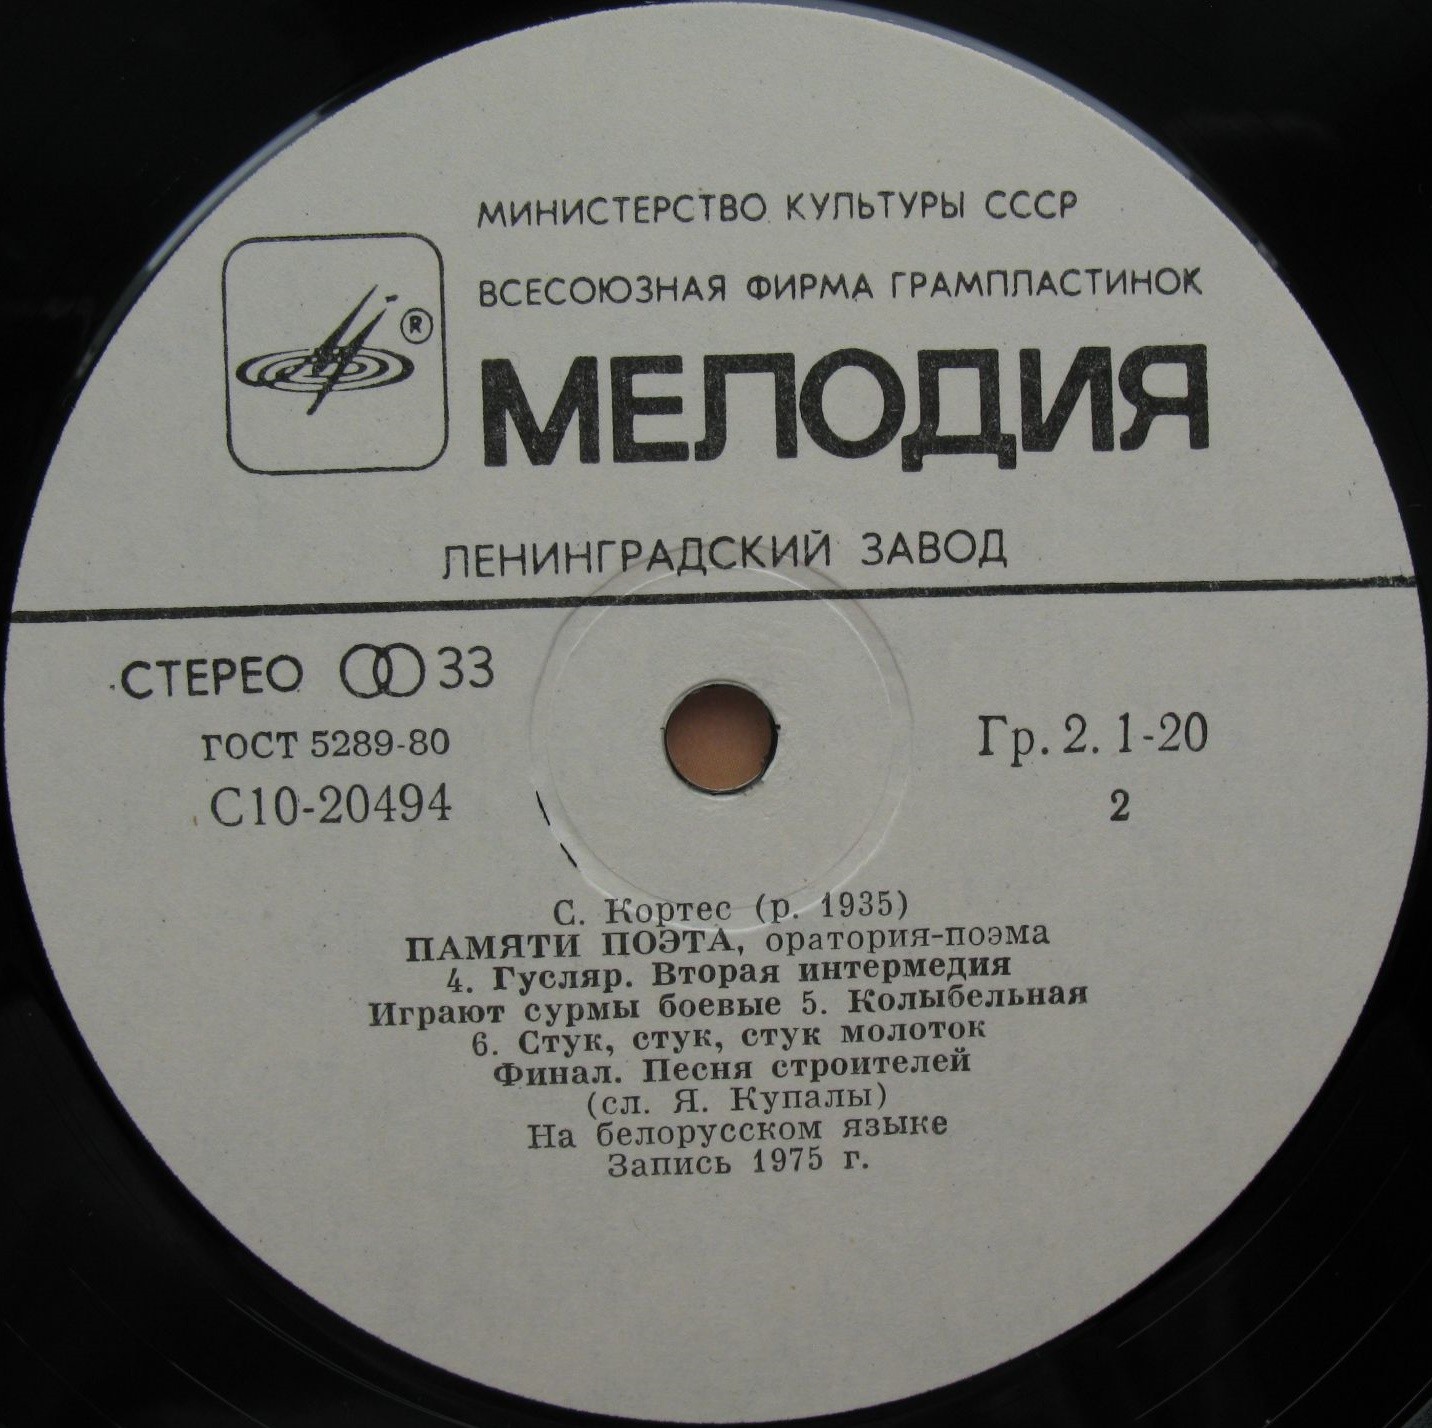 МИНИСТЕРСТВО КУЛЬТУРЫ СССР
ВСЕСОЮЗНАЯ ФИРМА ГРАМПЛАСТИНОК
®
МЕЛОДИЯ
ЛЕНИНГРАДСКИЙ ЗАВОД
СТЕРЕО 33
ГОСТ 5289-80
С10-20494
Гр. 2. 1-20
2
С. Кортес (р. 1935)
ПАМЯТИ ПОЭТА, оратория-поэма
4. Гусляр. Вторая интермедия
Играют сурмы боевые 5. Колыбельная
6. Стук, стук, стук молоток
Финал. Песня строителей
(сл. Я. Купалы)
На белорусском языке
Запись 1975 г.